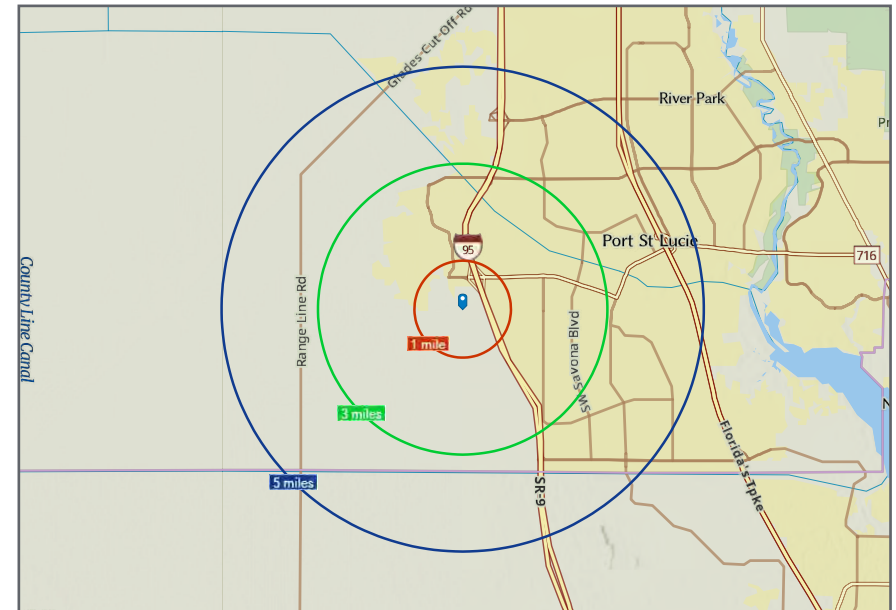 Glades-Cut-Off-Rd
River Park
Pr
Port St Lucie
95
716
County Line Canal
Range-Line-Rd
1 mile
SW-Savona-Blvd
3 miles
N
Florida's-Tpke
5 miles
SR-9